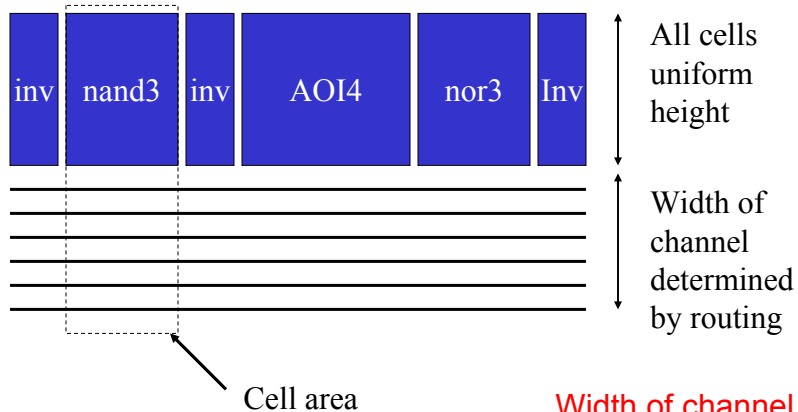 inv nand3 inv AOI4 nor3 Inv
All cells
uniform
height
Width of
channel
determined
by routing
Cell area
Width of channel